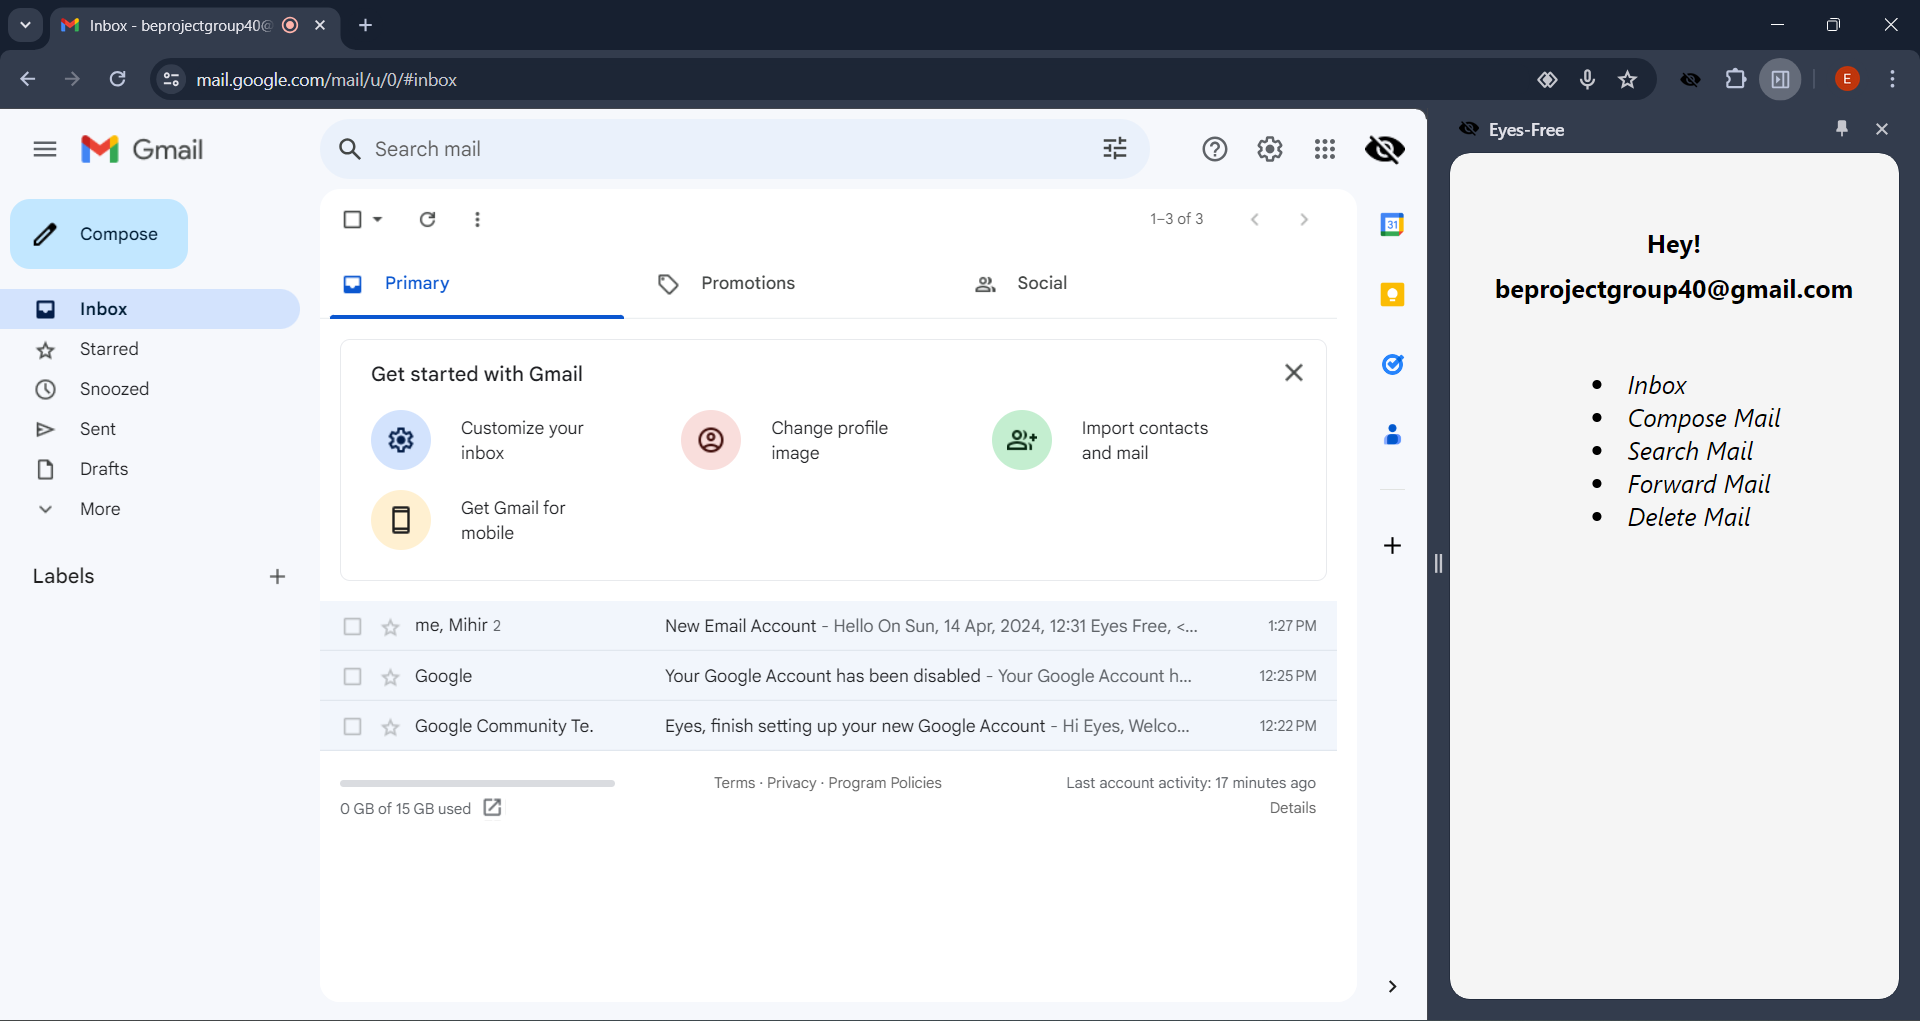 Inbox - beprojectgroup40@
mail.google.com/mail/u/0/#inbox
E
Gmail
Search mail
Eyes-Free
Compose
1–3 of 3
31
Inbox
Starred
Snoozed
Sent
Drafts
More
Labels
Primary
Promotions
Social
Get started with Gmail
Customize your
inbox
Change profile
image
Import contacts
and mail
Get Gmail for
mobile
me, Mihir 2 New Email Account - Hello On Sun, 14 Apr, 2024, 12:31 Eyes Free, <... 1:27 PM
Google Your Google Account has been disabled - Your Google Account h... 12:25 PM
Google Community Te. Eyes, finish setting up your new Google Account - Hi Eyes, Welco... 12:22 PM
0 GB of 15 GB used
Terms · Privacy · Program Policies
Last account activity: 17 minutes ago
Details
Hey!
beprojectgroup40@gmail.com
• Inbox
• Compose Mail
• Search Mail
• Forward Mail
• Delete Mail